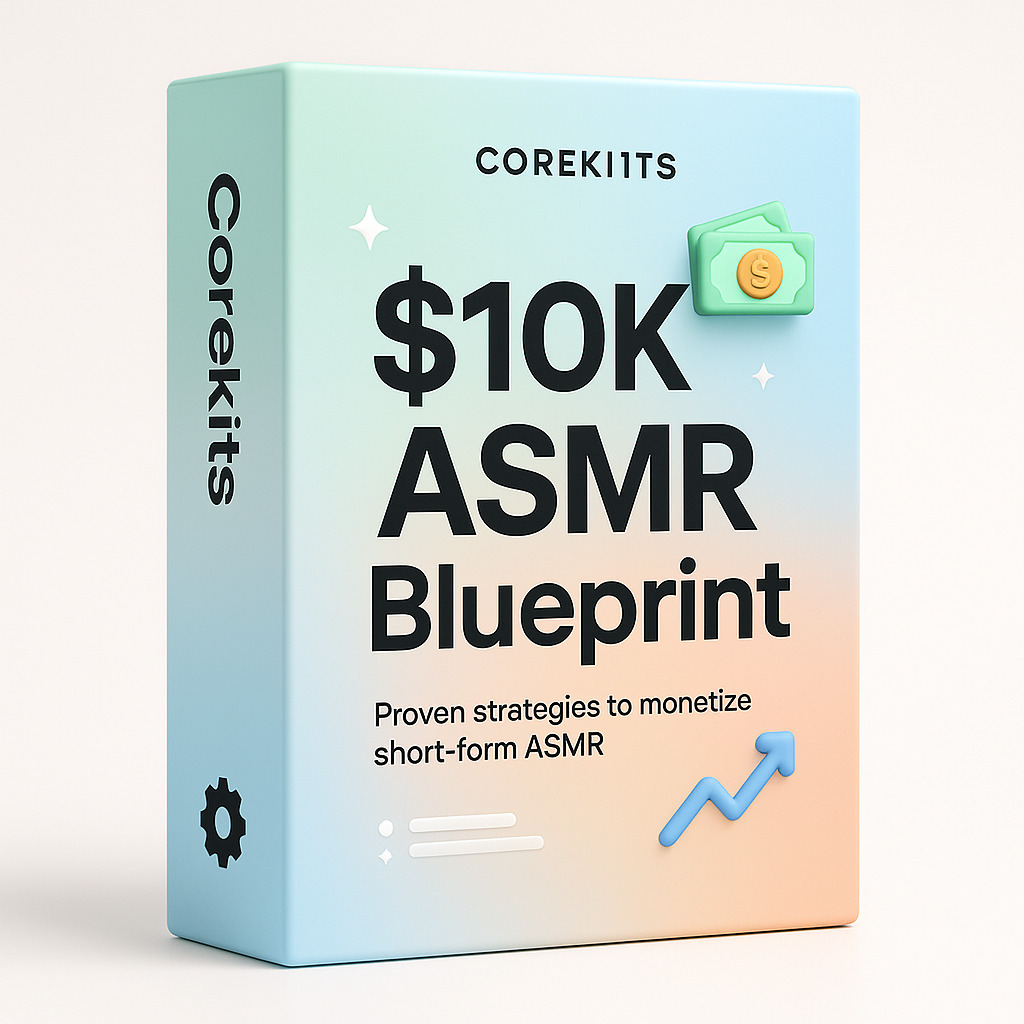 Corekits
COREKI1TS
$10K
ASMR
Blueprint
Proven strategies to monetize
short-form ASMR